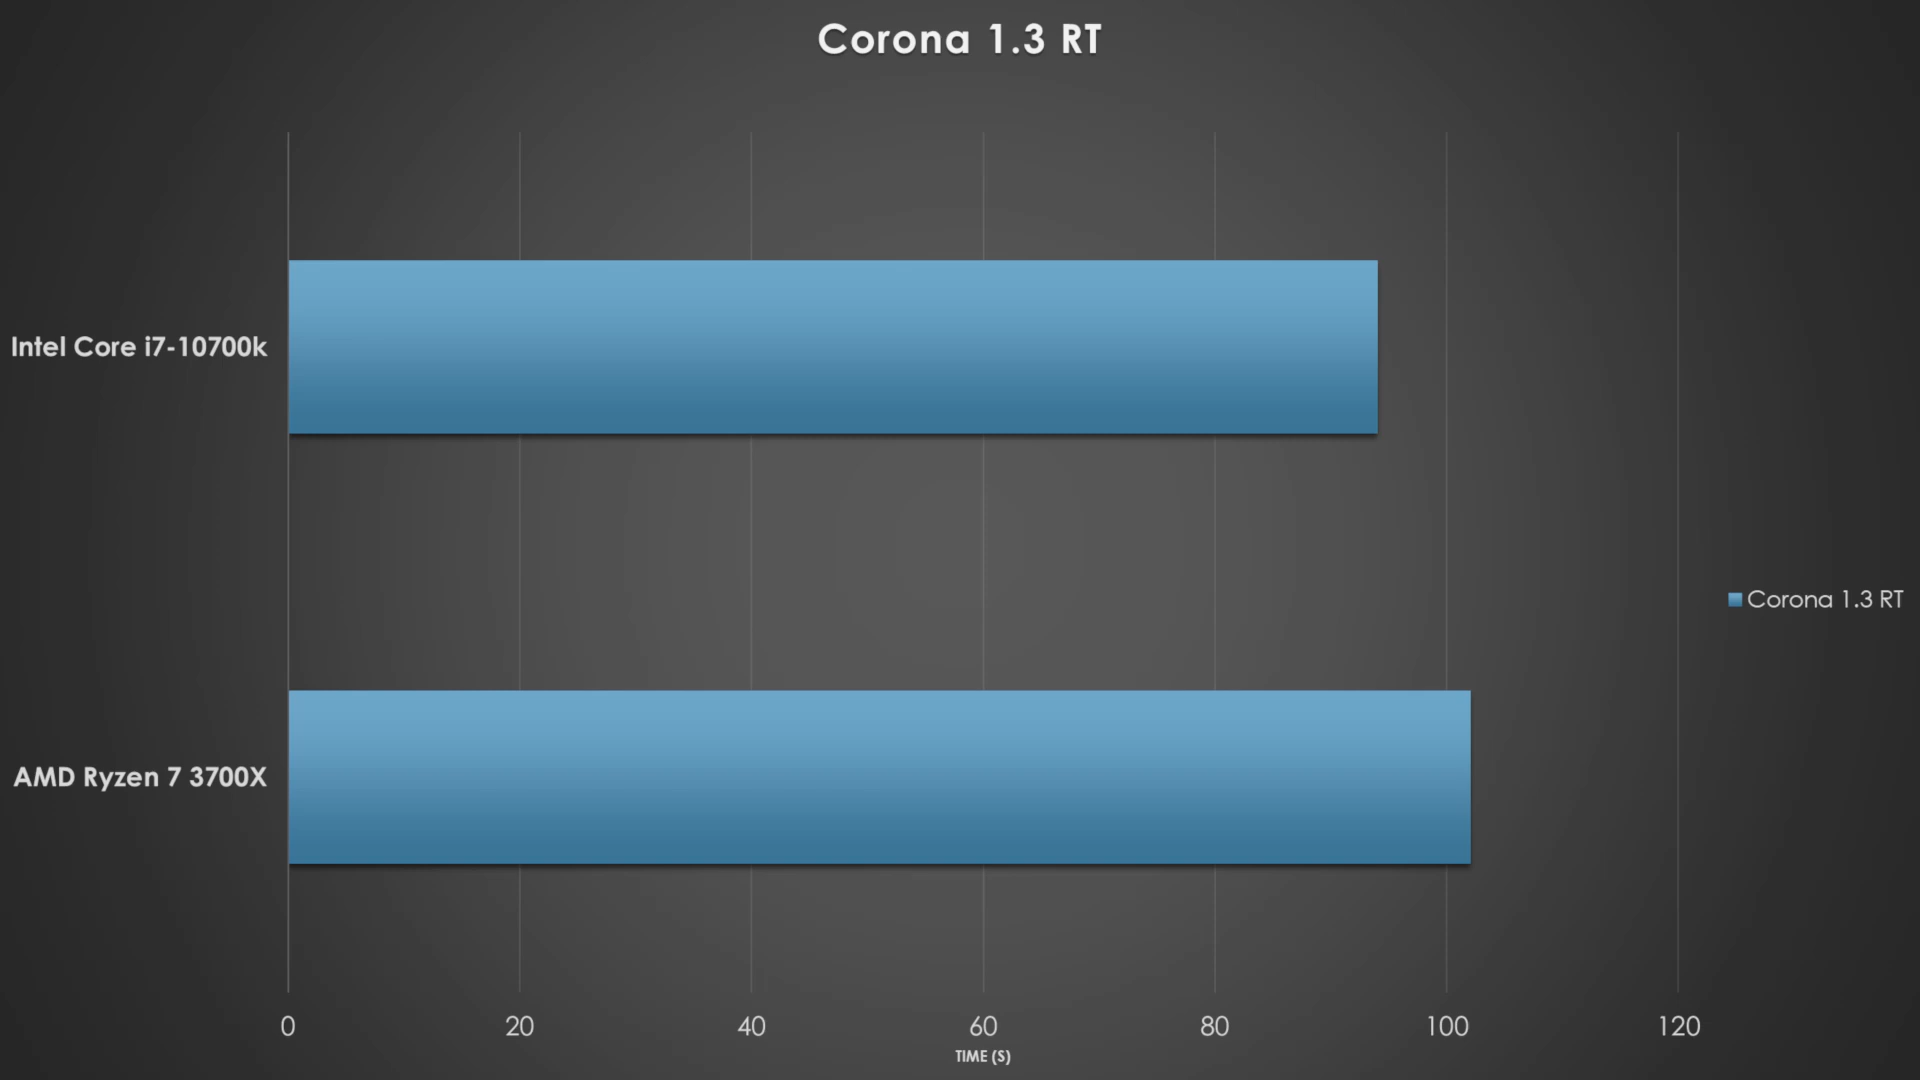 Corona 1.3 RT
Intel Core i7-10700k
AMD Ryzen 7 3700X
Corona 1.3 RT
0 20 40 60 80 100 120
TIME (S)